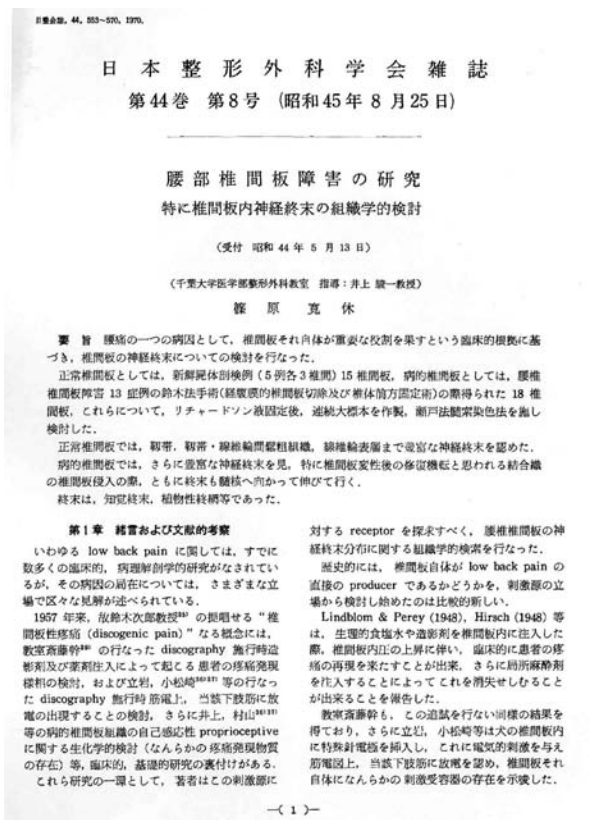 日整会誌, 44, 553~570, 1970.
日本整形外科学会雑誌
第44巻 第8号 (昭和45年8月25日)
腰部椎間板障害の研究
特に椎間板内神経終末の組織学的検討
(受付 昭和44年5月13日)
(千葉大学医学部整形外科教室 指導:井上駿一教授)
篠原寛休
要旨 腰痛の一つの病因として,椎間板それ自体が重要な役割を果すという臨床的根拠に基
づき,椎間板の神経終末についての検討を行なった.
正常椎間板としては,新鮮屍体剖検例(5例各3椎間)15椎間板,病的椎間板としては,腰椎
椎間板障害13症例の鈴木法手術(経腹膜的椎間板切除及び椎体前方固定術)の際得られた18椎
間板,これらについて,リチャードソン液固定後,連続大標本を作製,瀬戸法鍍銀染色法を施し
検討した.
正常椎間板では,靱帯,靱帯・線維輪間鬆粗組織,線維輪表層まで豊富な神経終末を認めた.
病的椎間板では,さらに豊富な神経終末を見,特に椎間板変性後の修復機転と思われる結合織
の椎間板侵入の際,ともに終末も髄核へ向かって伸びて行く.
終末は,知覚終末,植物性終網等であった.
第1章 緒言および文献的考察
いわゆる low back pain に関しては,すでに
数多くの臨床的,病理解剖学的研究がなされてい
るが,その病因の局在については,さまざまな立
場で区々な見解が述べられている.
1957年来,故鈴木次郎教授の提唱せる“椎
間板性疼痛 (discogenic pain)”なる概念には,
教室斎藤幹の行なった discography 施行時造
影剤及び薬剤注入によって起こる患者の疼痛発現
様相の検討,および立岩,小松崎等の行なっ
た discography 施行時筋電上,当該下肢筋に放
電の出現することの検討,さらに井上,村山
等の病的椎間板組織の自己感応性 proprioceptive
に関する生化学的検討(なんらかの疼痛発現物質
の存在)等,臨床的,基礎的研究の裏付けがある.
これら研究の一環として,著者はこの刺激源に
対する receptor を探求すべく,腰椎椎間板の神
経終末分布に関する組織学的検索を行なった.
歴史的には,椎間板自体が low back pain の
直接の producer であるかどうかを,刺激源の立
場から検討し始めたのは比較的新しい.
Lindblom & Perey (1948), Hirsch (1948) 等
は,生理的食塩水や造影剤を椎間板内に注入した
際,椎間板内圧の上昇に伴い,臨床的に患者の疼
痛の再現を来たすことが出来,さらに局所麻酔剤
を注入することによってこれを消失せしむること
が出来ることを報告した.
教室斎藤幹も,この追試を行ない同様の結果を
得ており,さらに立岩,小松崎等は犬の椎間板内
に特殊針電極を挿入し,これに電気的刺激を与え
筋電図上,当該下肢筋に放電を認め,椎間板それ
自体になんらかの刺激受容器の存在を示唆した.
—( 1 )—